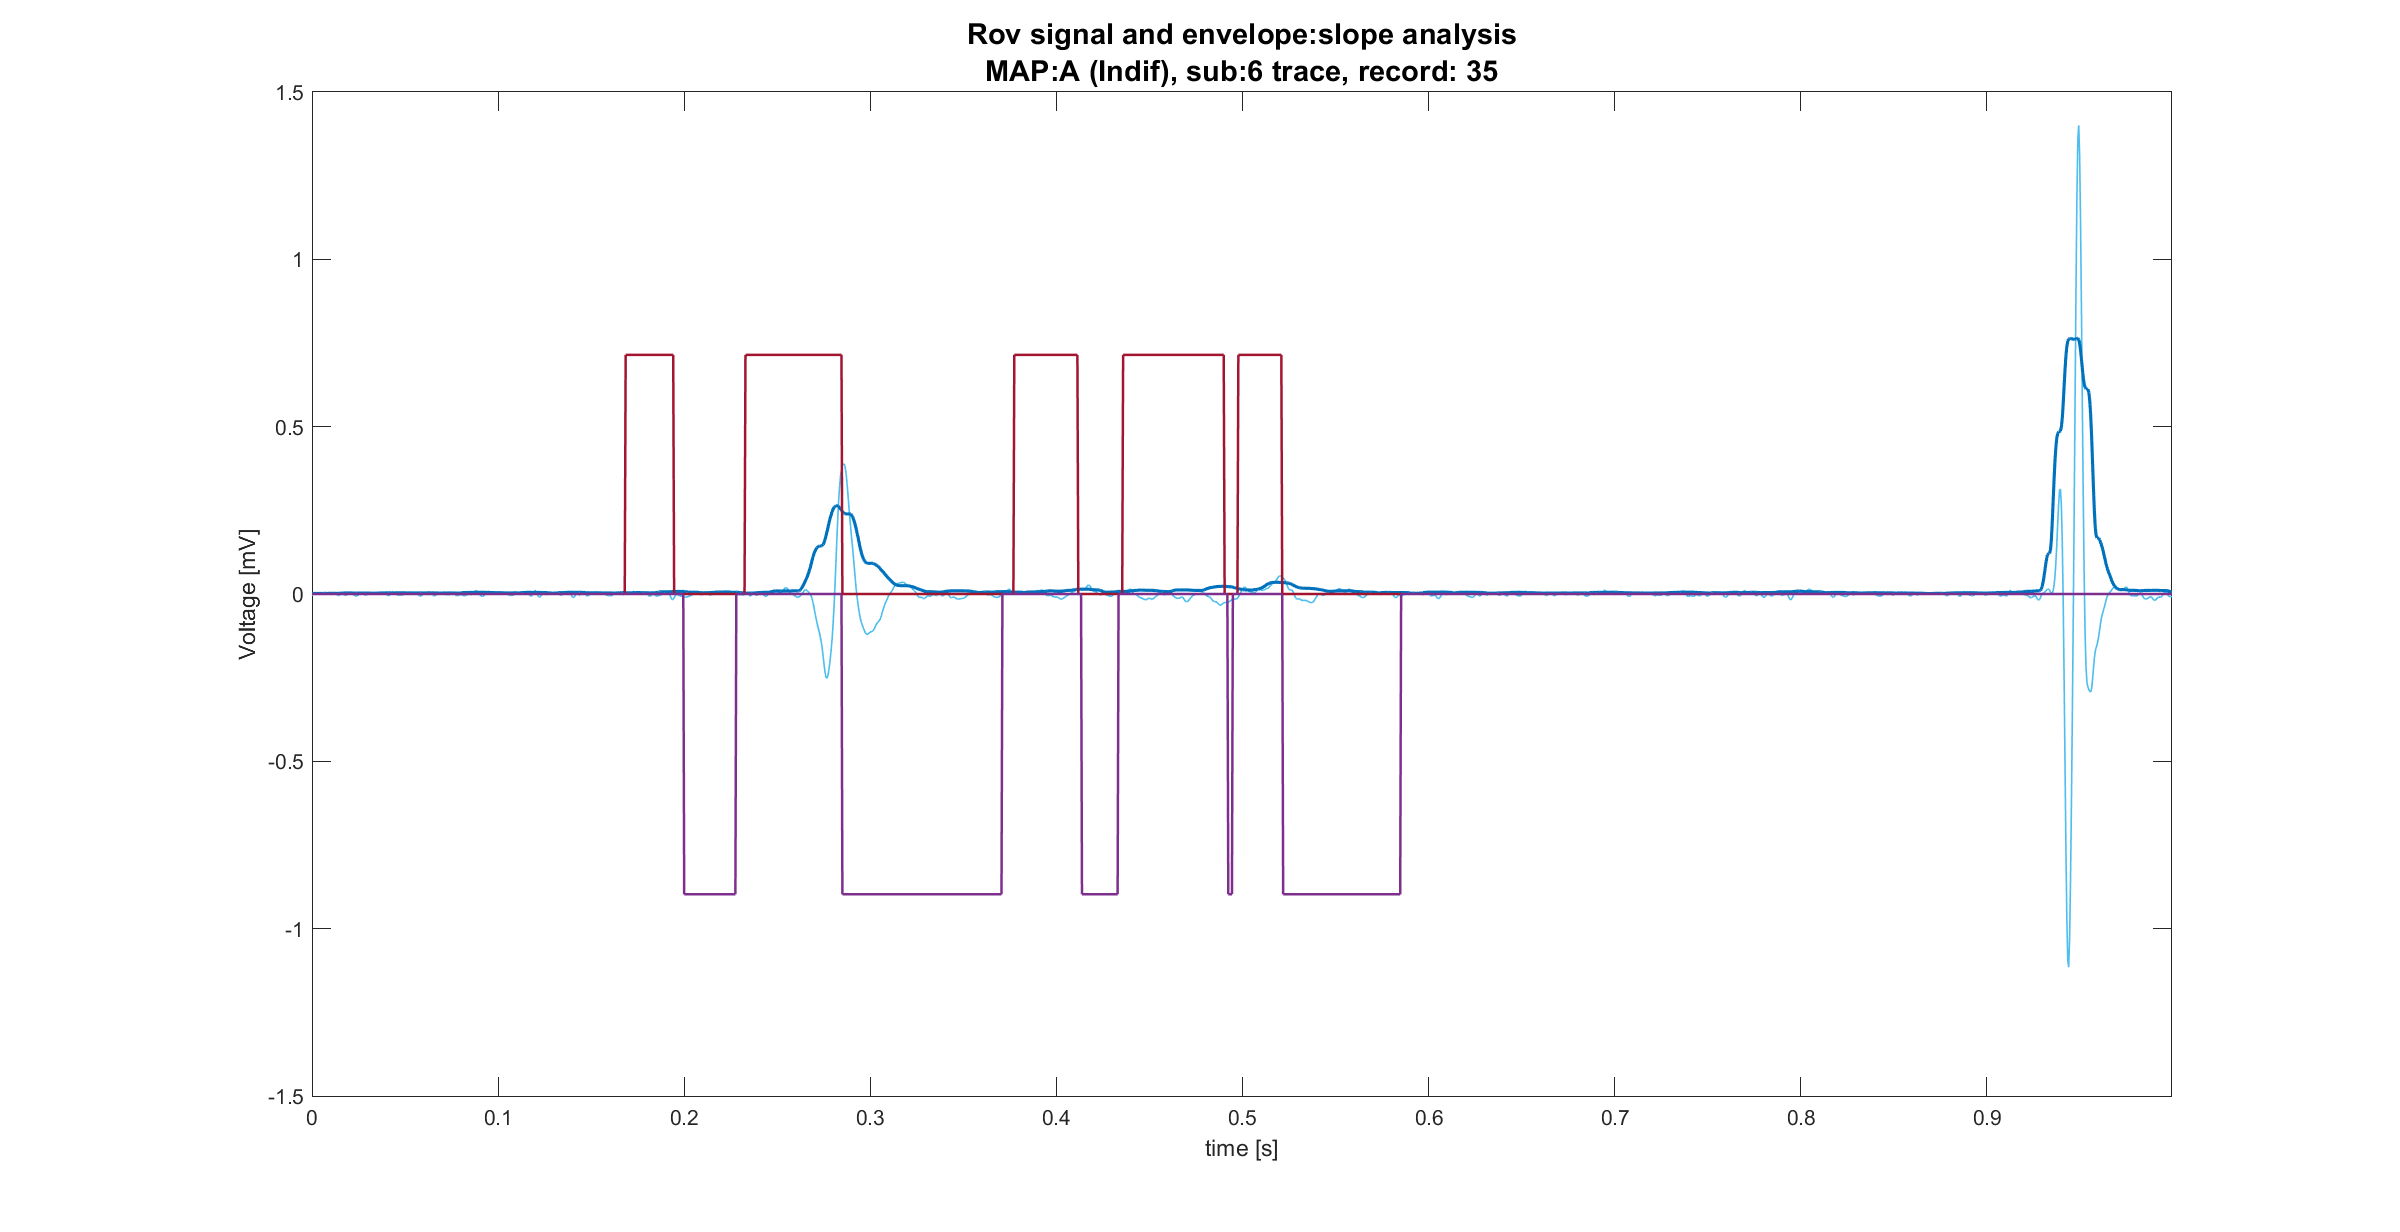 Rov signal and envelope:slope analysis
MAP:A (Indif), sub:6 trace, record: 35
1.5
1
0.5
0
-0.5
-1
-1.5
Voltage [mV]
0 0.1 0.2 0.3 0.4 0.5 0.6 0.7 0.8 0.9
time [s]